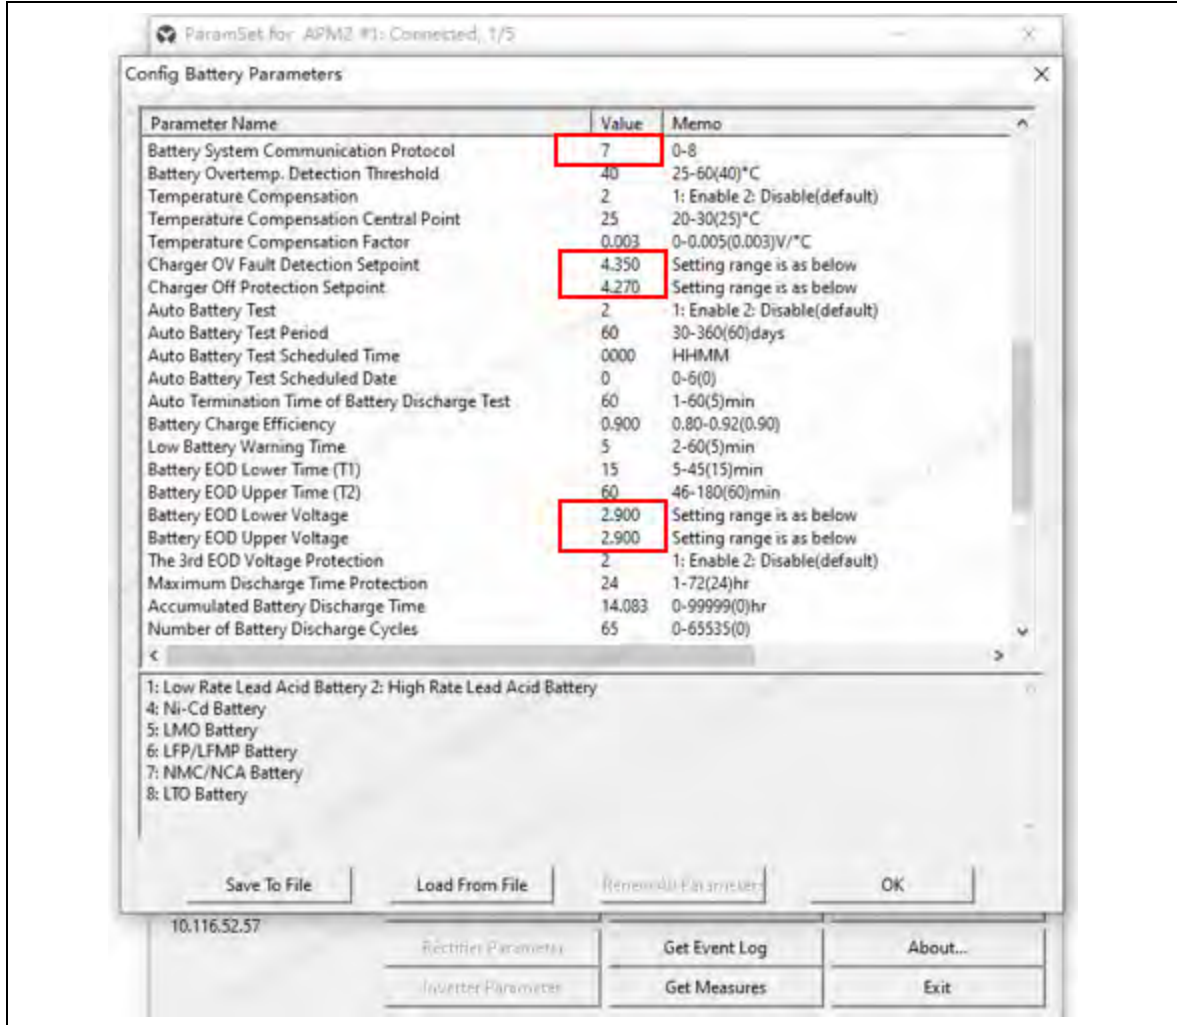 ParamSet for APM2 #1: Connected, 1/5
Config Battery Parameters
Parameter Name Value Memo
Battery System Communication Protocol 7 0-8
Battery Overtemp. Detection Threshold 40 25-60(40)°C
Temperature Compensation 2 1: Enable 2: Disable(default)
Temperature Compensation Central Point 25 20-30(25)°C
Temperature Compensation Factor 0.003 0-0.005(0.003)V/°C
Charger OV Fault Detection Setpoint 4.350 Setting range is as below
Charger Off Protection Setpoint 4.270 Setting range is as below
Auto Battery Test 2 1: Enable 2: Disable(default)
Auto Battery Test Period 60 30-360(60)days
Auto Battery Test Scheduled Time 0000 HHMM
Auto Battery Test Scheduled Date 0 0-6(0)
Auto Termination Time of Battery Discharge Test 60 1-60(5)min
Battery Charge Efficiency 0.900 0.80-0.92(0.90)
Low Battery Warning Time 5 2-60(5)min
Battery EOD Lower Time (T1) 15 5-45(15)min
Battery EOD Upper Time (T2) 60 46-180(60)min
Battery EOD Lower Voltage 2.900 Setting range is as below
Battery EOD Upper Voltage 2.900 Setting range is as below
The 3rd EOD Voltage Protection 2 1: Enable 2: Disable(default)
Maximum Discharge Time Protection 24 1-72(24)hr
Accumulated Battery Discharge Time 14.083 0-99999(0)hr
Number of Battery Discharge Cycles 65 0-65535(0)
1: Low Rate Lead Acid Battery 2: High Rate Lead Acid Battery
4: Ni-Cd Battery
5: LMO Battery
6: LFP/LFMP Battery
7: NMC/NCA Battery
8: LTO Battery
Save To File Load From File Renew All Parameters OK
10.116.52.57
Rectifier Parameter Get Event Log About...
Inverter Parameter Get Measures Exit